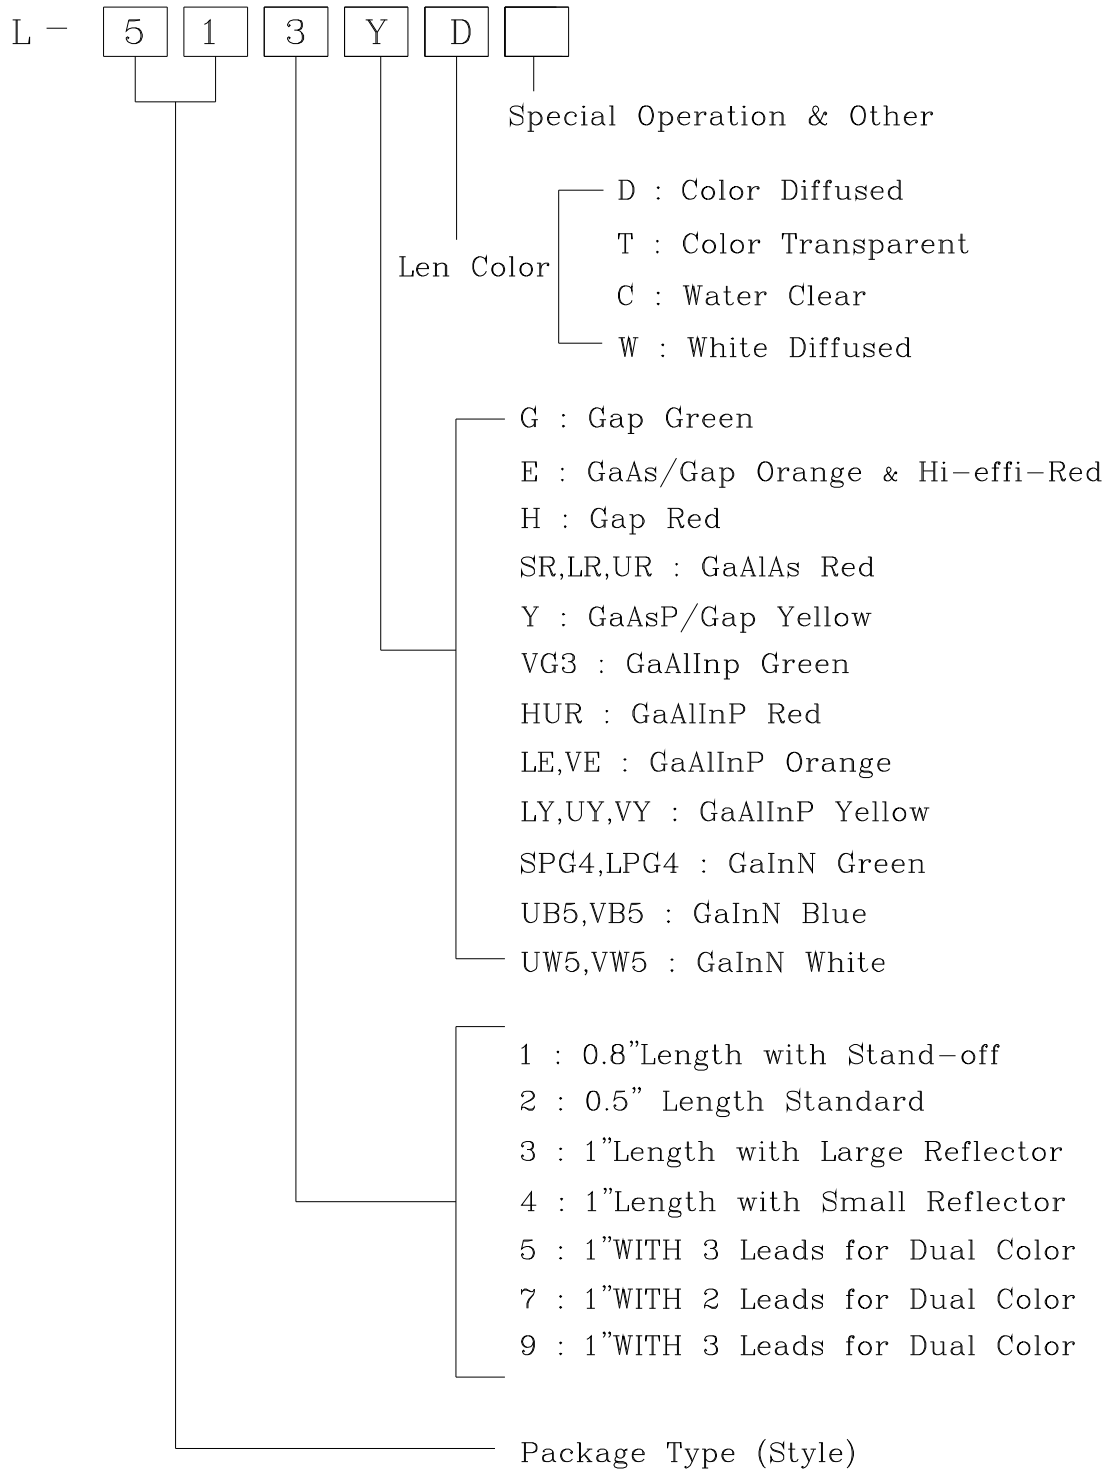 L - 5 1 3 Y D
Special Operation & Other
D : Color Diffused
T : Color Transparent
Len Color
C : Water Clear
W : White Diffused
G : Gap Green
E : GaAs/Gap Orange & Hi-effi-Red
H : Gap Red
SR,LR,UR : GaAlAs Red
Y : GaAsP/Gap Yellow
VG3 : GaAlInp Green
HUR : GaAlInP Red
LE,VE : GaAlInP Orange
LY,UY,VY : GaAlInP Yellow
SPG4,LPG4 : GaInN Green
UB5,VB5 : GaInN Blue
UW5,VW5 : GaInN White
1 : 0.8”Length with Stand-off
2 : 0.5” Length Standard
3 : 1”Length with Large Reflector
4 : 1”Length with Small Reflector
5 : 1”WITH 3 Leads for Dual Color
7 : 1”WITH 2 Leads for Dual Color
9 : 1”WITH 3 Leads for Dual Color
Package Type (Style)